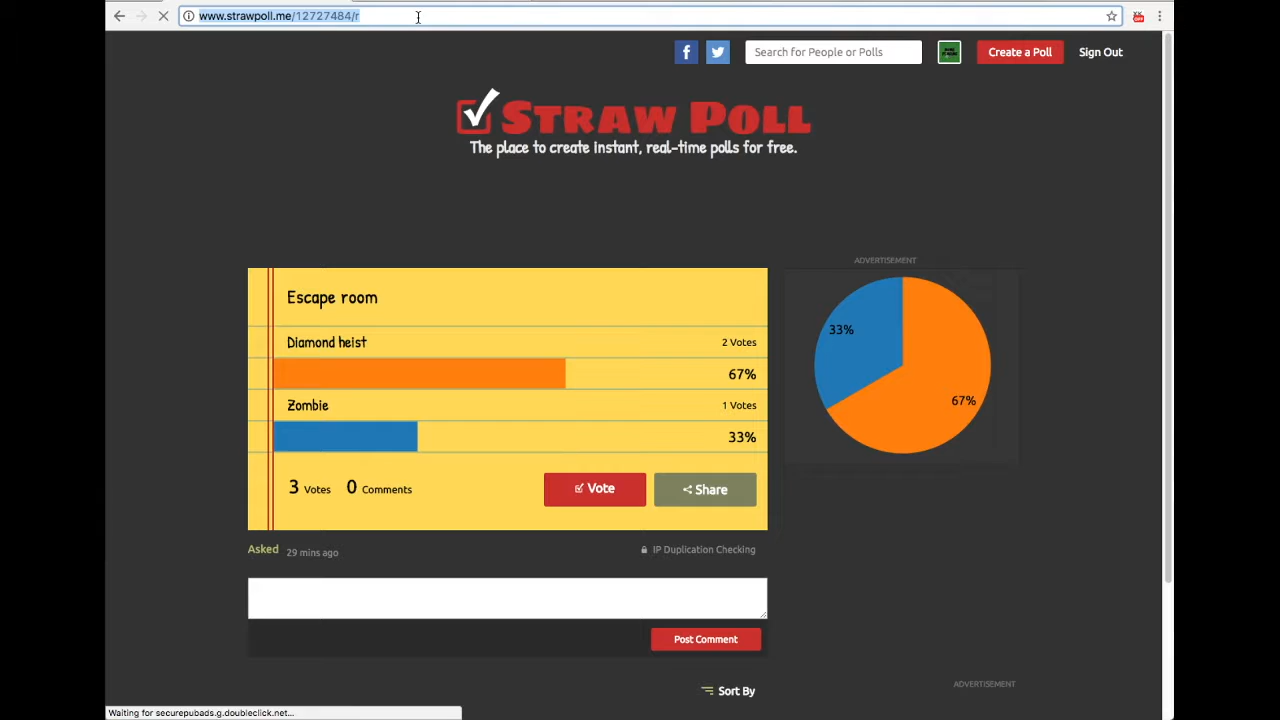 www.strawpoll.me/12727484/r
Search for People or Polls
Create a Poll
Sign Out
STRAW POLL
The place to create instant, real-time polls for free.
ADVERTISEMENT
Escape room
Diamond heist
2 Votes
67%
Zombie
1 Votes
33%
3 Votes
0 Comments
Vote
Share
33%
67%
Asked 29 mins ago
IP Duplication Checking
Post Comment
Sort By
ADVERTISEMENT
Waiting for securepubads.g.doubleclick.net...